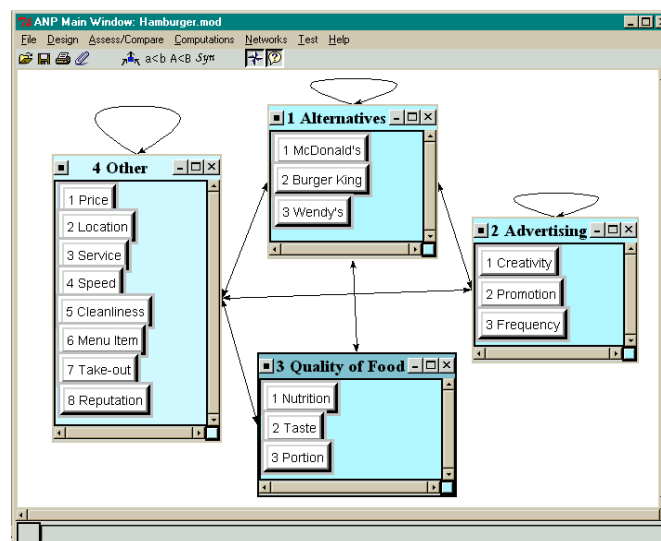 ANP Main Window: Hamburger.mod
File Design Assess/Compare Computations Networks Test Help
a<b A<B Syn
1 Alternatives
1 McDonald's
2 Burger King
3 Wendy's
4 Other
1 Price
2 Location
3 Service
4 Speed
5 Cleanliness
6 Menu Item
7 Take-out
8 Reputation
2 Advertising
1 Creativity
2 Promotion
3 Frequency
3 Quality of Food
1 Nutrition
2 Taste
3 Portion